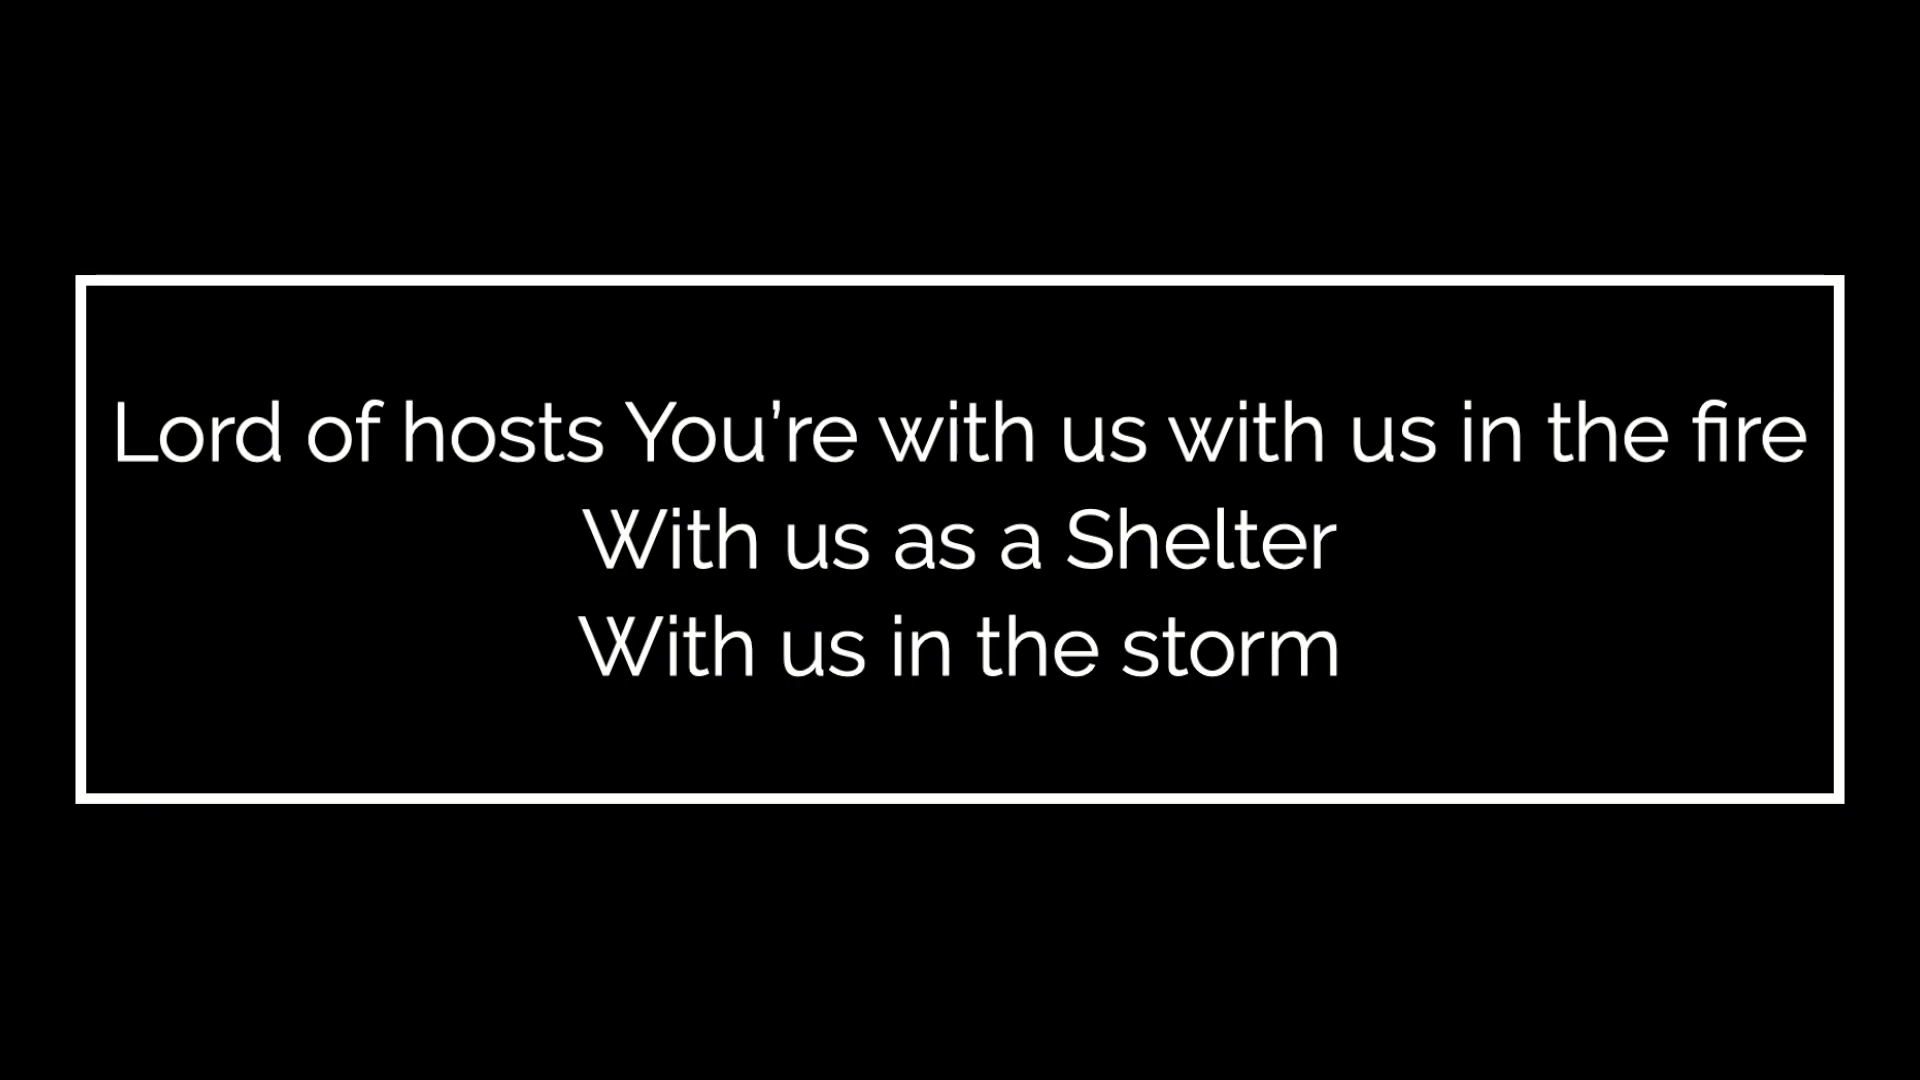 Lord of hosts You’re with us with us in the fire
With us as a Shelter
With us in the storm